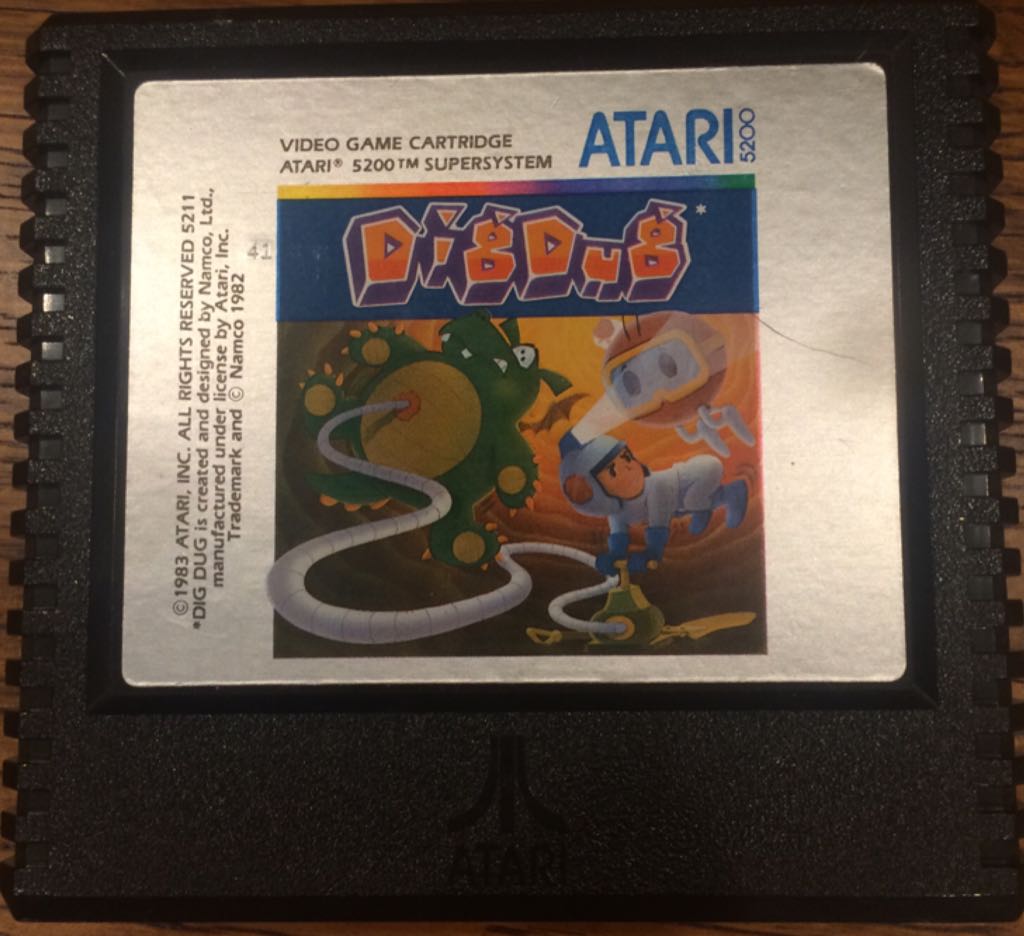 VIDEO GAME CARTRIDGE
ATARI® 5200™ SUPERSYSTEM
ATARI 5200
Dig Dug*
41
©1983 ATARI, INC. ALL RIGHTS RESERVED 5211
*DIG DUG is created and designed by Namco, Ltd.,
manufactured under license by Atari, Inc.
Trademark and © Namco 1982
ATARI